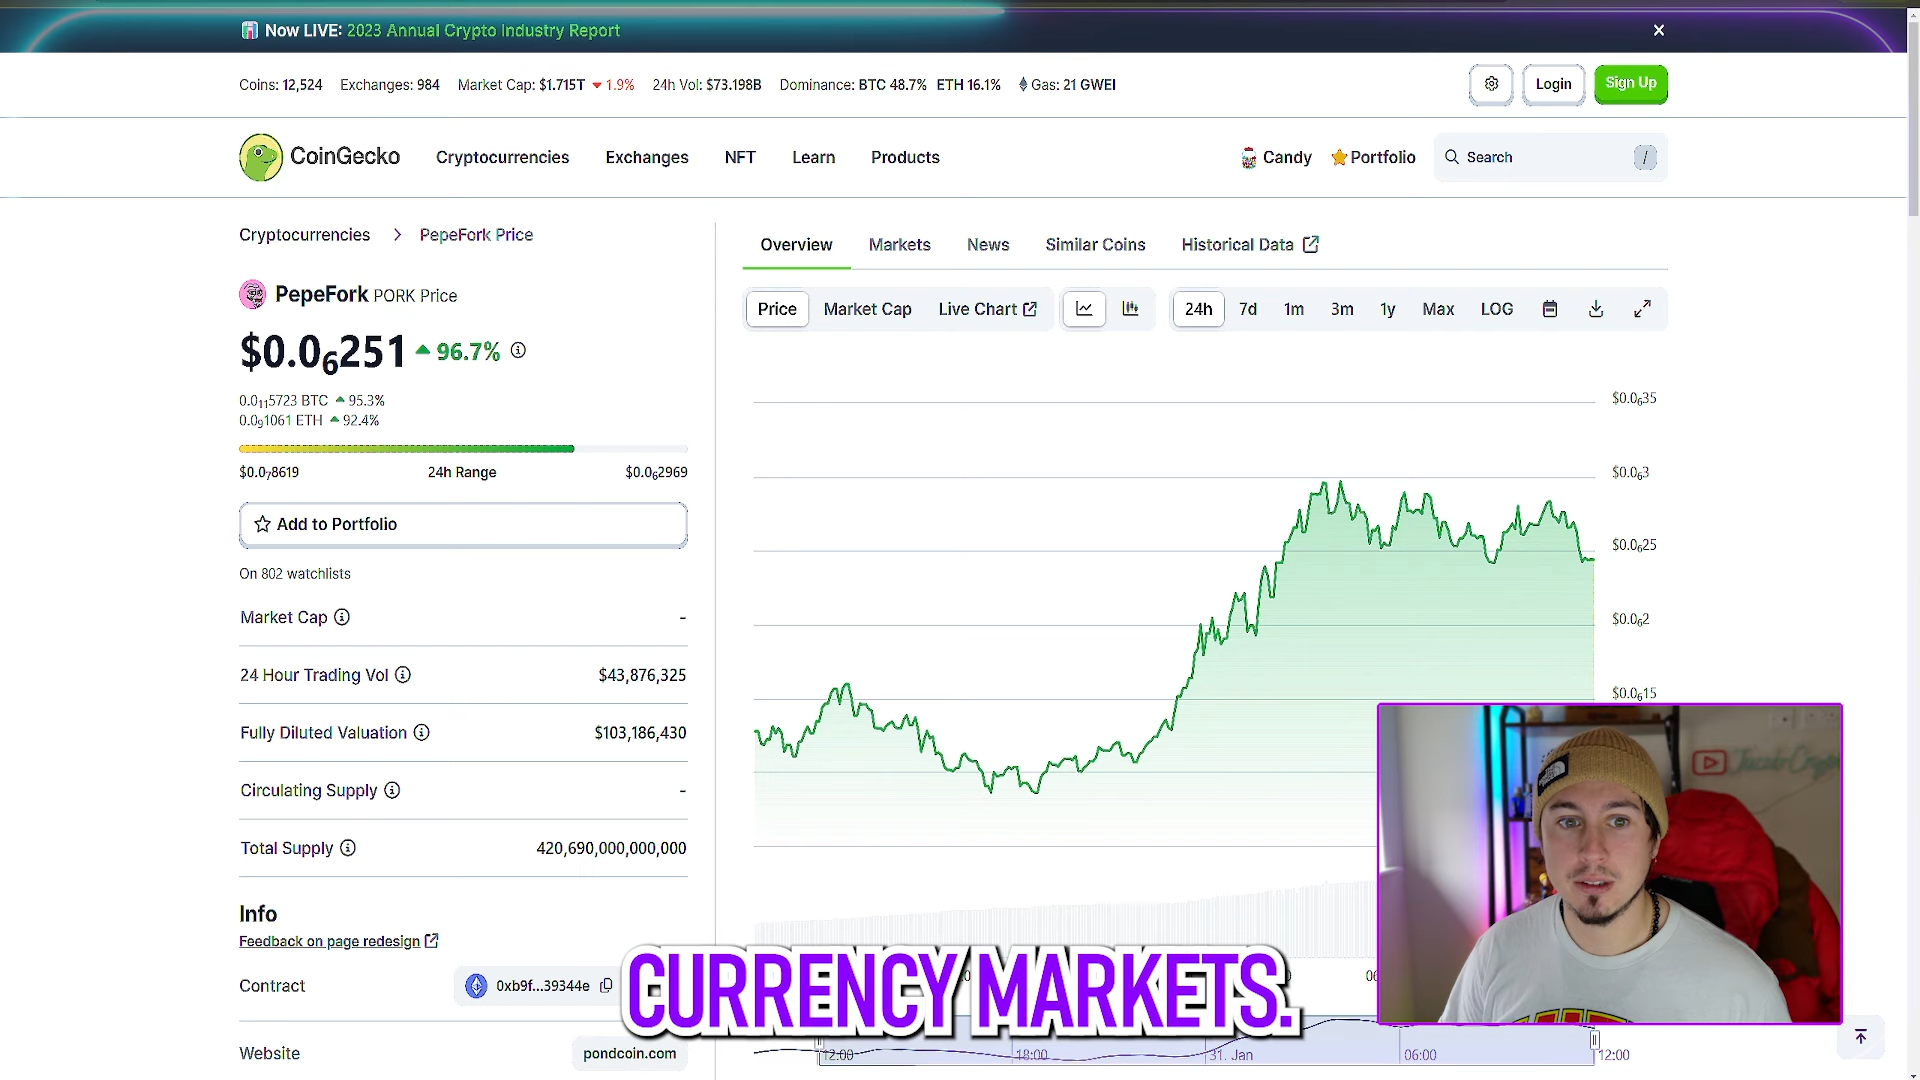 Now LIVE: 2023 Annual Crypto Industry Report
Coins: 12,524 Exchanges: 984 Market Cap: $1.715T 1.9% 24h Vol: $73.198B Dominance: BTC 48.7% ETH 16.1% Gas: 21 GWEI
Login
Sign Up
CoinGecko
Cryptocurrencies
Exchanges
NFT
Learn
Products
Candy
Portfolio
Search
/
Cryptocurrencies > PepeFork Price
PepeFork PORK Price
$0.0₆251 96.7%
0.0₁₁5723 BTC 95.3%
0.0₉1061 ETH 92.4%
$0.0₇8619 24h Range $0.0₆2969
Add to Portfolio
On 802 watchlists
Market Cap -
24 Hour Trading Vol $43,876,325
Fully Diluted Valuation $103,186,430
Circulating Supply -
Total Supply 420,690,000,000,000
Info
Feedback on page redesign
Contract 0xb9f...39344e
Website pondcoin.com
Overview
Markets
News
Similar Coins
Historical Data
Price
Market Cap
Live Chart
24h
7d
1m
3m
1y
Max
LOG
$0.0₆35
$0.0₆3
$0.0₆25
$0.0₆2
$0.0₆15
12:00
18:00
31. Jan
06:00
12:00
CURRENCY MARKETS.